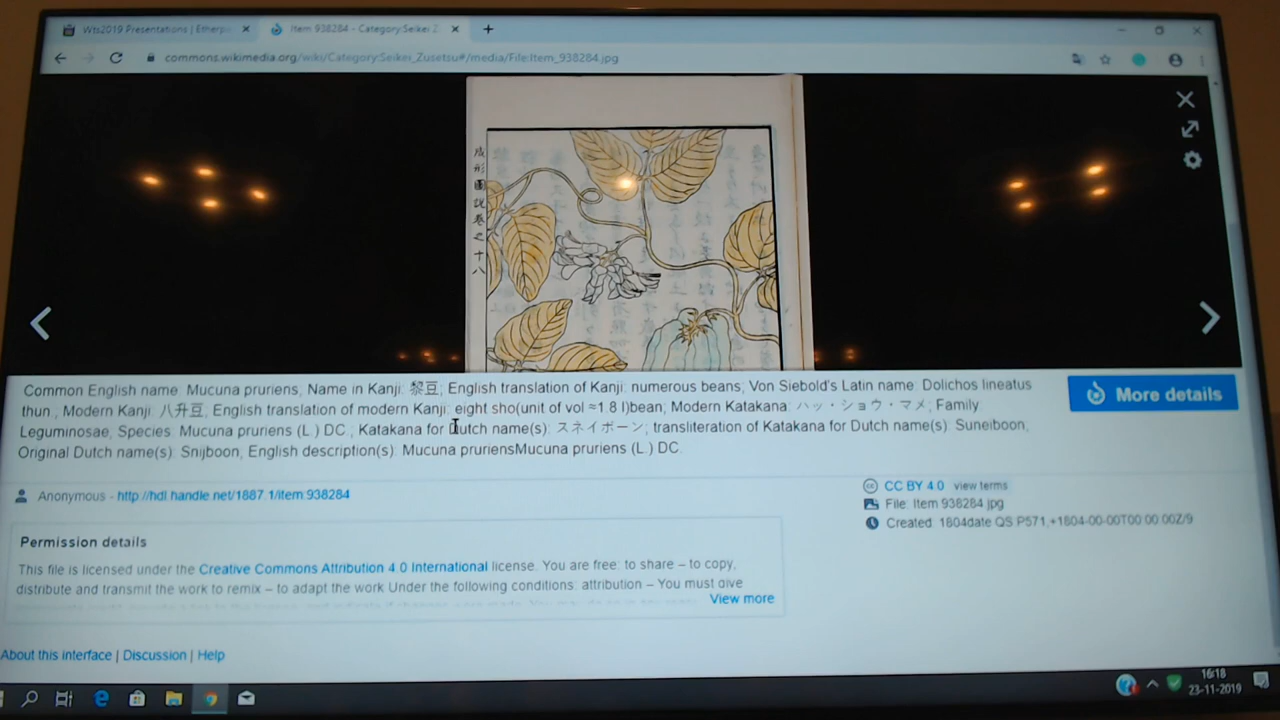 Wts2019 Presentations | Etherp
Item 938284 - Category:Seikei Z
commons.wikimedia.org/wiki/Category:Seikei_Zusetsu#/media/File:Item_938284.jpg
成形圖説巻之十八
Common English name: Mucuna pruriens; Name in Kanji: 黎豆; English translation of Kanji: numerous beans; Von Siebold's Latin name: Dolichos lineatus
thun.; Modern Kanji: 八升豆; English translation of modern Kanji: eight sho(unit of vol ≈1.8 l)bean; Modern Katakana: ハッ・ショウ・マメ; Family:
Leguminosae; Species: Mucuna pruriens (L.) DC.; Katakana for Dutch name(s): スネイボーン; transliteration of Katakana for Dutch name(s): Suneiboon;
Original Dutch name(s): Snijboon; English description(s): Mucuna pruriensMucuna pruriens (L.) DC.
More details
Anonymous - http://hdl.handle.net/1887.1/item:938284
CC BY 4.0 view terms
File: Item 938284.jpg
Created: 1804date QS:P571,+1804-00-00T00:00:00Z/9
Permission details
This file is licensed under the Creative Commons Attribution 4.0 International license. You are free: to share – to copy,
distribute and transmit the work to remix – to adapt the work Under the following conditions: attribution – You must give
View more
About this interface | Discussion | Help
16:18
23-11-2019